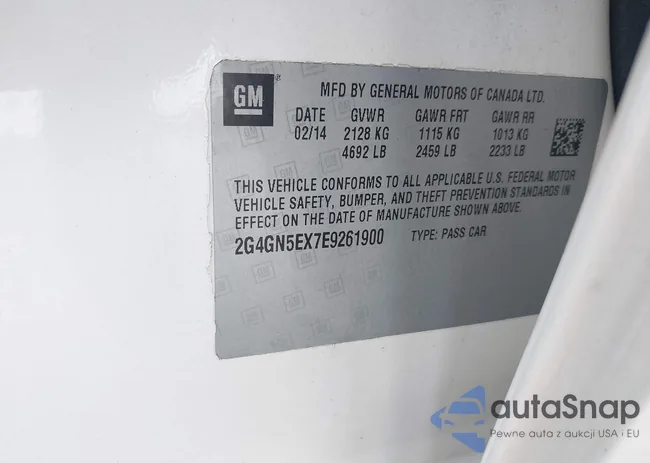 GM
MFD BY GENERAL MOTORS OF CANADA LTD.
DATE GVWR GAWR FRT GAWR RR
02/14 2128 KG 1115 KG 1013 KG
4692 LB 2459 LB 2233 LB
THIS VEHICLE CONFORMS TO ALL APPLICABLE U.S. FEDERAL MOTOR
VEHICLE SAFETY, BUMPER, AND THEFT PREVENTION STANDARDS IN
EFFECT ON THE DATE OF MANUFACTURE SHOWN ABOVE.
2G4GN5EX7E9261900 TYPE: PASS CAR
autaSnap
Pewne auta z aukcji USA i EU